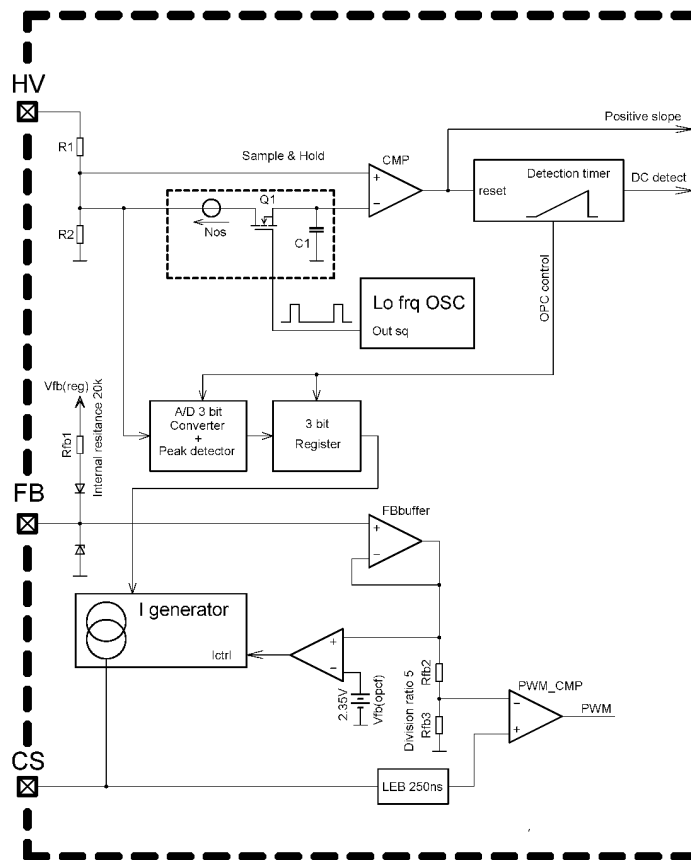 HV
Positive slope
R1
Sample & Hold
CMP
Detection timer
DC detect
reset
Q1
R2
Nos
C1
OPC control
Lo frq OSC
Out sq
Vfb(reg)
Rfb1
Internal resitance 20k
A/D 3 bit
Converter
+
Peak detector
3 bit
Register
FB
FBbuffer
+
−
I generator
Ictrl
+
−
2.35V
Vfb(opcf)
Division ratio 5
Rfb2
Rfb3
PWM_CMP
−
+
PWM
CS
LEB 250ns